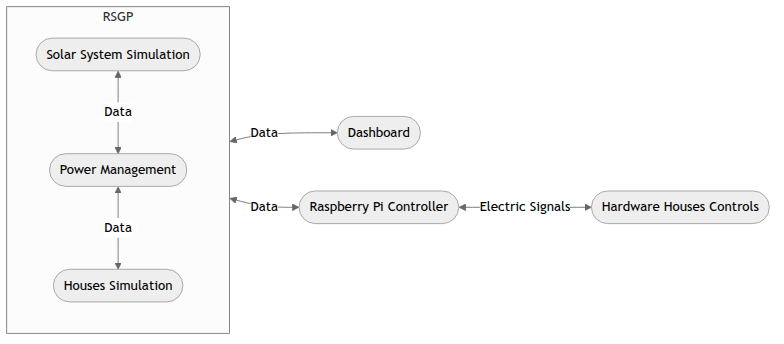 RSGP
Solar System Simulation
Data
Power Management
Data
Houses Simulation
Data
Dashboard
Data
Raspberry Pi Controller
Electric Signals
Hardware Houses Controls